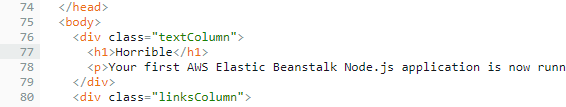 74 </head>
75 <body>
76 <div class="textColumn">
77 <h1>Horrible</h1>
78 <p>Your first AWS Elastic Beanstalk Node.js application is now runn
79 </div>
80 <div class="linksColumn">